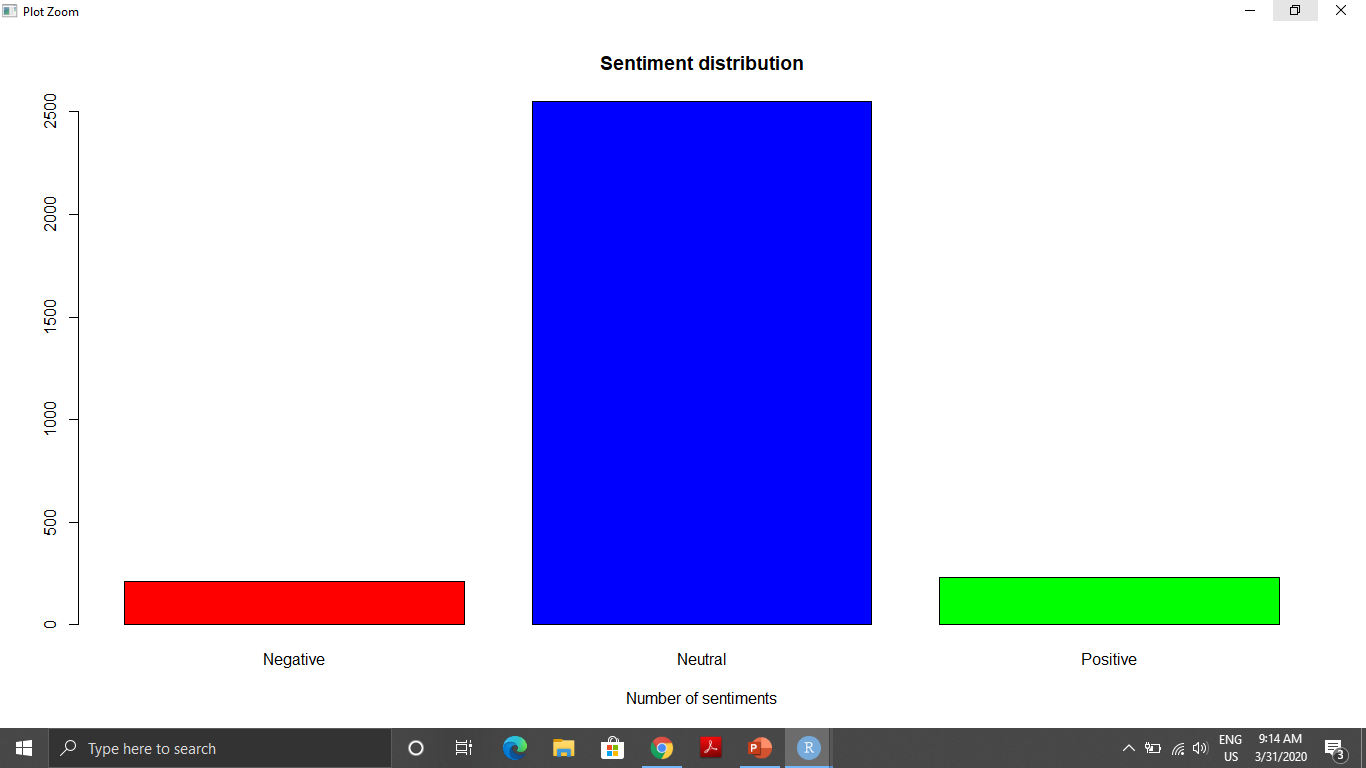 Plot Zoom
Sentiment distribution
2500
2000
1500
1000
500
0
Negative
Neutral
Positive
Number of sentiments
Type here to search
R
ENG
US
9:14 AM
3/31/2020
3